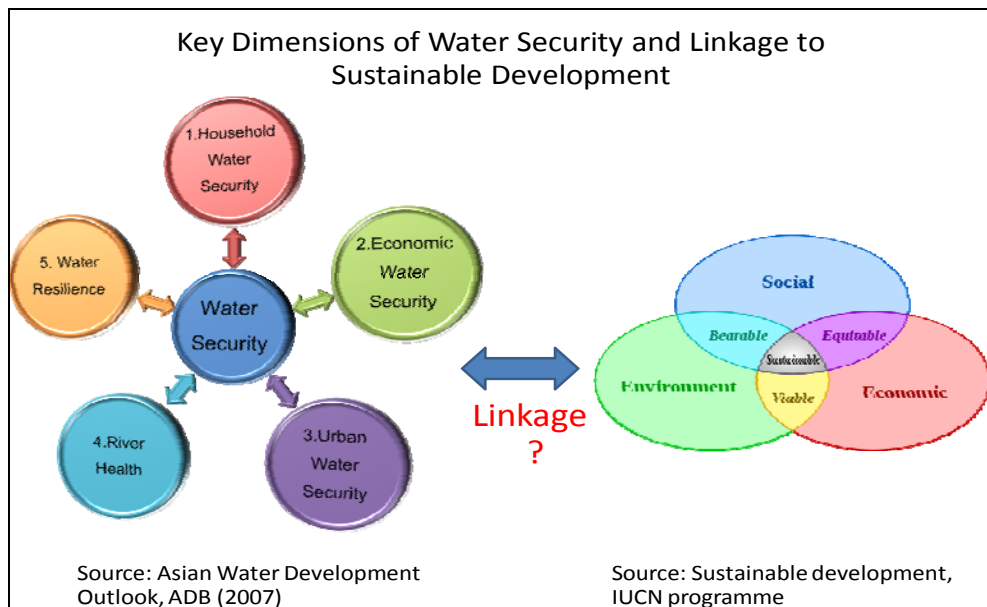 Key Dimensions of Water Security and Linkage to
Sustainable Development
1.Household
Water
Security
2.Economic
Water
Security
3.Urban
Water
Security
4.River
Health
5. Water
Resilience
Water
Security
Linkage
?
Social
Bearable
Equitable
Sustainable
Environment
Economic
Viable
Source: Asian Water Development
Outlook, ADB (2007)
Source: Sustainable development,
IUCN programme